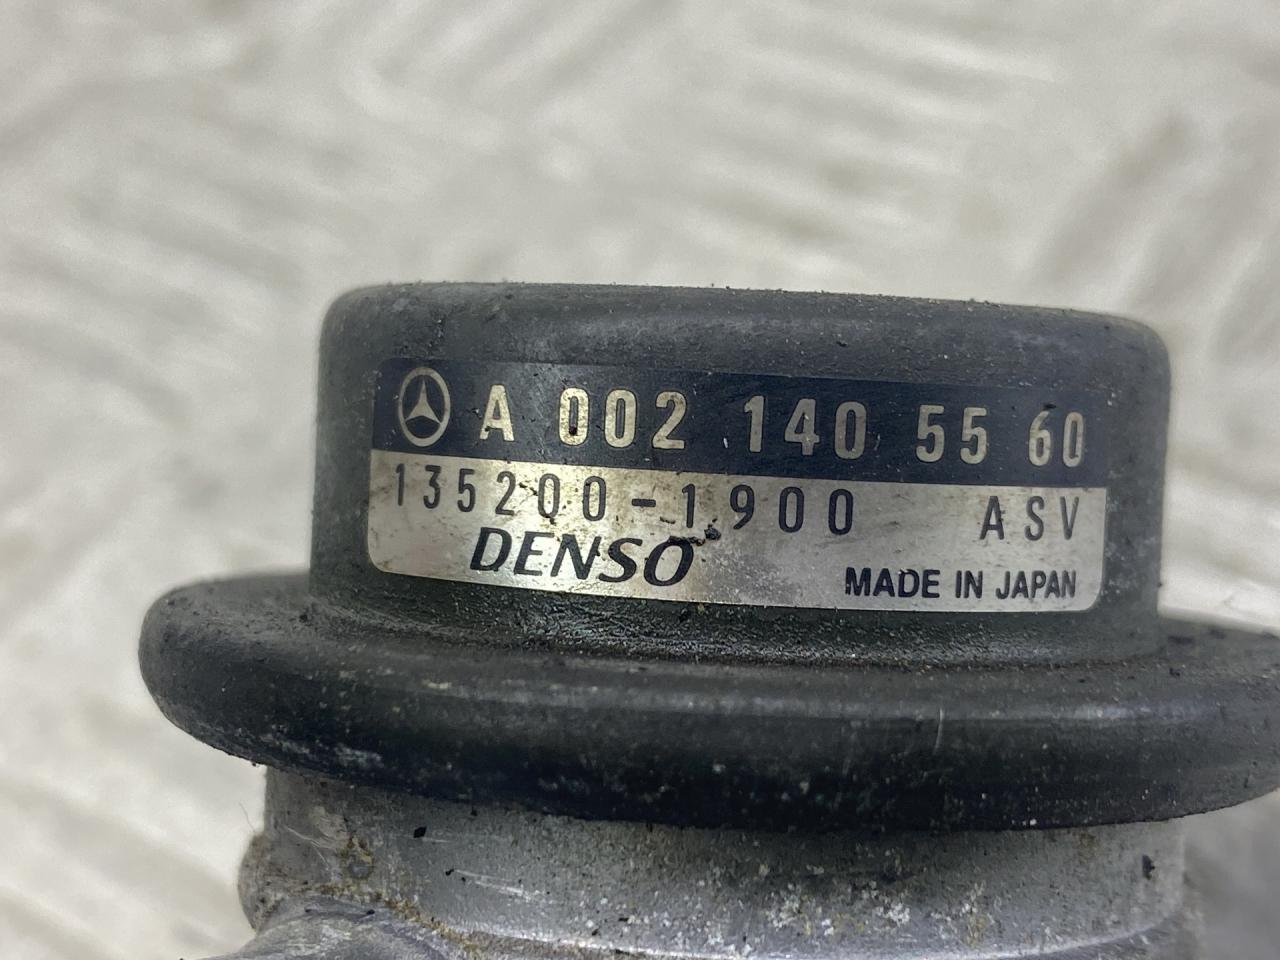 A 002 140 55 60
135200-1900 ASV
DENSO
MADE IN JAPAN